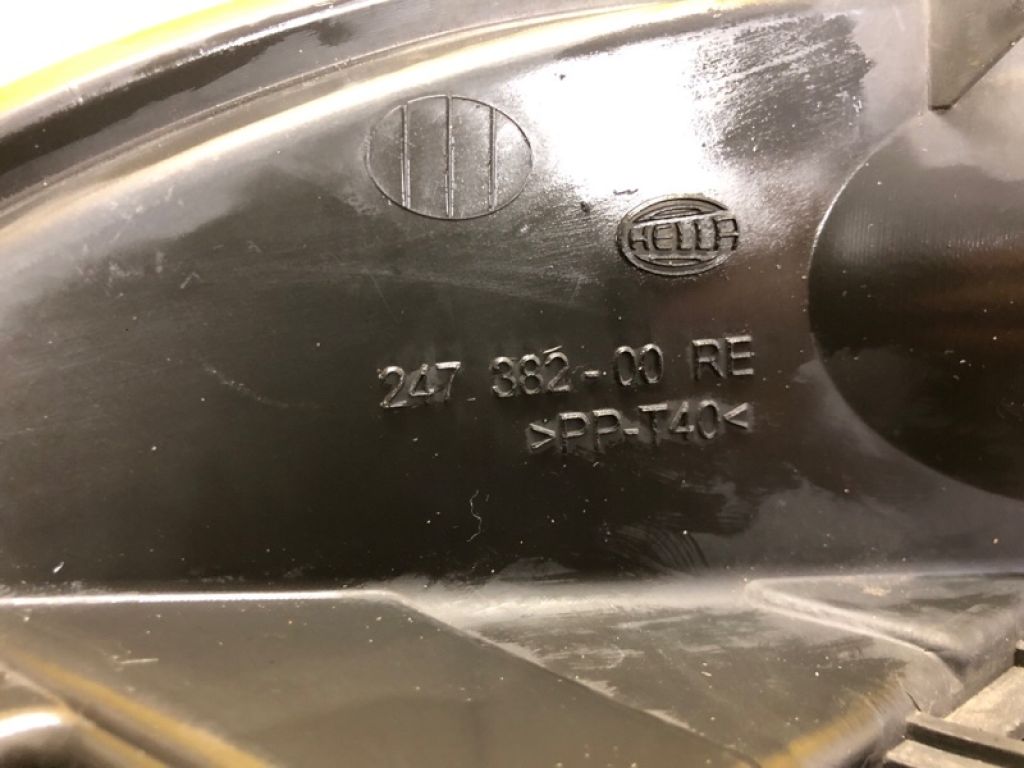 HELLA
247 382-00 RE
>PP-T40<